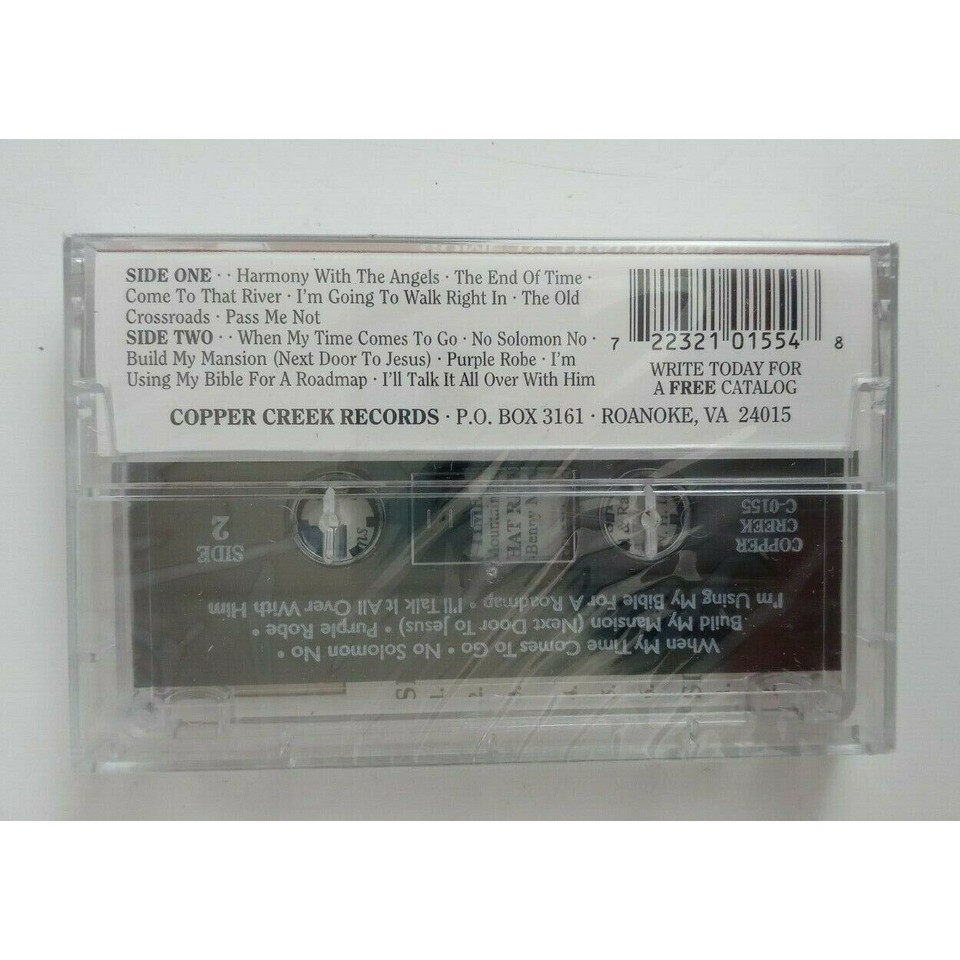 SIDE ONE · · Harmony With The Angels · The End Of Time ·
Come To That River · I'm Going To Walk Right In · The Old
Crossroads · Pass Me Not
SIDE TWO · · When My Time Comes To Go · No Solomon No ·
Build My Mansion (Next Door To Jesus) · Purple Robe · I'm
Using My Bible For A Roadmap · I'll Talk It All Over With Him
7 22321 01554 8
WRITE TODAY FOR
A FREE CATALOG
COPPER CREEK RECORDS · P.O. BOX 3161 · ROANOKE, VA 24015
When My Time Comes To Go • No Solomon No •
Build My Mansion (Next Door To Jesus) • Purple Robe •
I'm Using My Bible For A Roadmap • I'll Talk It All Over With Him
COPPER
CREEK
C-0155
SIDE
2